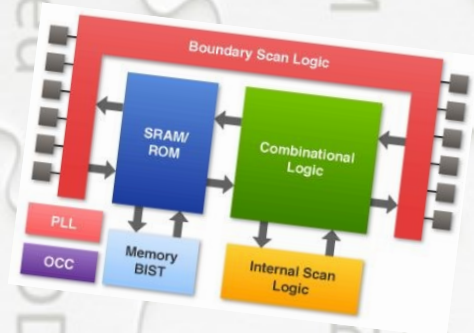 Boundary Scan Logic
SRAM/
ROM
Combinational
Logic
PLL
OCC
Memory
BIST
Internal Scan
Logic